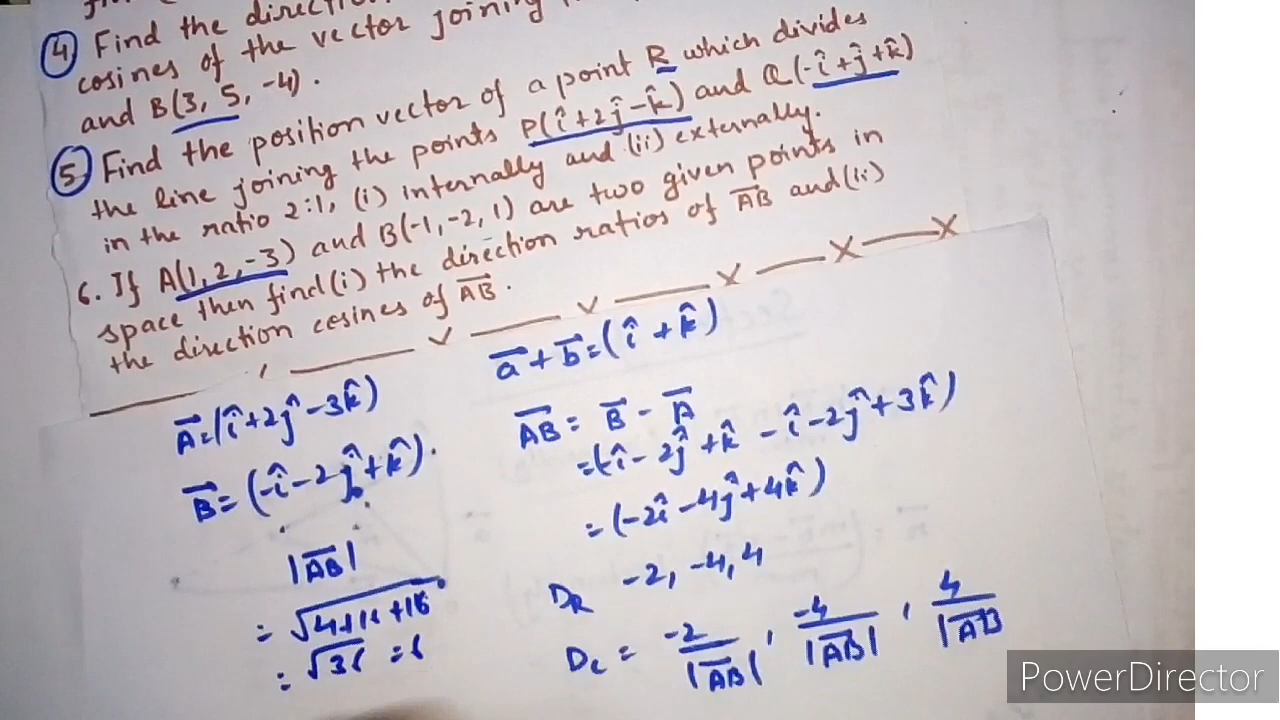 ④ Find the direction
cosines of the vector joining
and B(3, 5, -4).
⑤ Find the position vector of a point R which divides
the line joining the points P(î+2ĵ-k̂) and Q(-î+ĵ+k̂)
in the ratio 2:1, (i) internally and (ii) externally.
6. If A(1, 2, -3) and B(-1, -2, 1) are two given points in
space then find (i) the direction ratios of AB and (ii)
the direction cosines of AB.
a + b = (î + k̂)
A = (î+2ĵ-3k̂)
B = (-î-2ĵ+k̂).
|AB|
= √4+16+16
= √36 = 6
AB = B - A
= (-î-2ĵ+k̂-î-2ĵ+3k̂)
= (-2î-4ĵ+4k̂)
DR -2, -4, 4
Dc = -2/|AB|, -4/|AB|, 4/|AB
PowerDirector